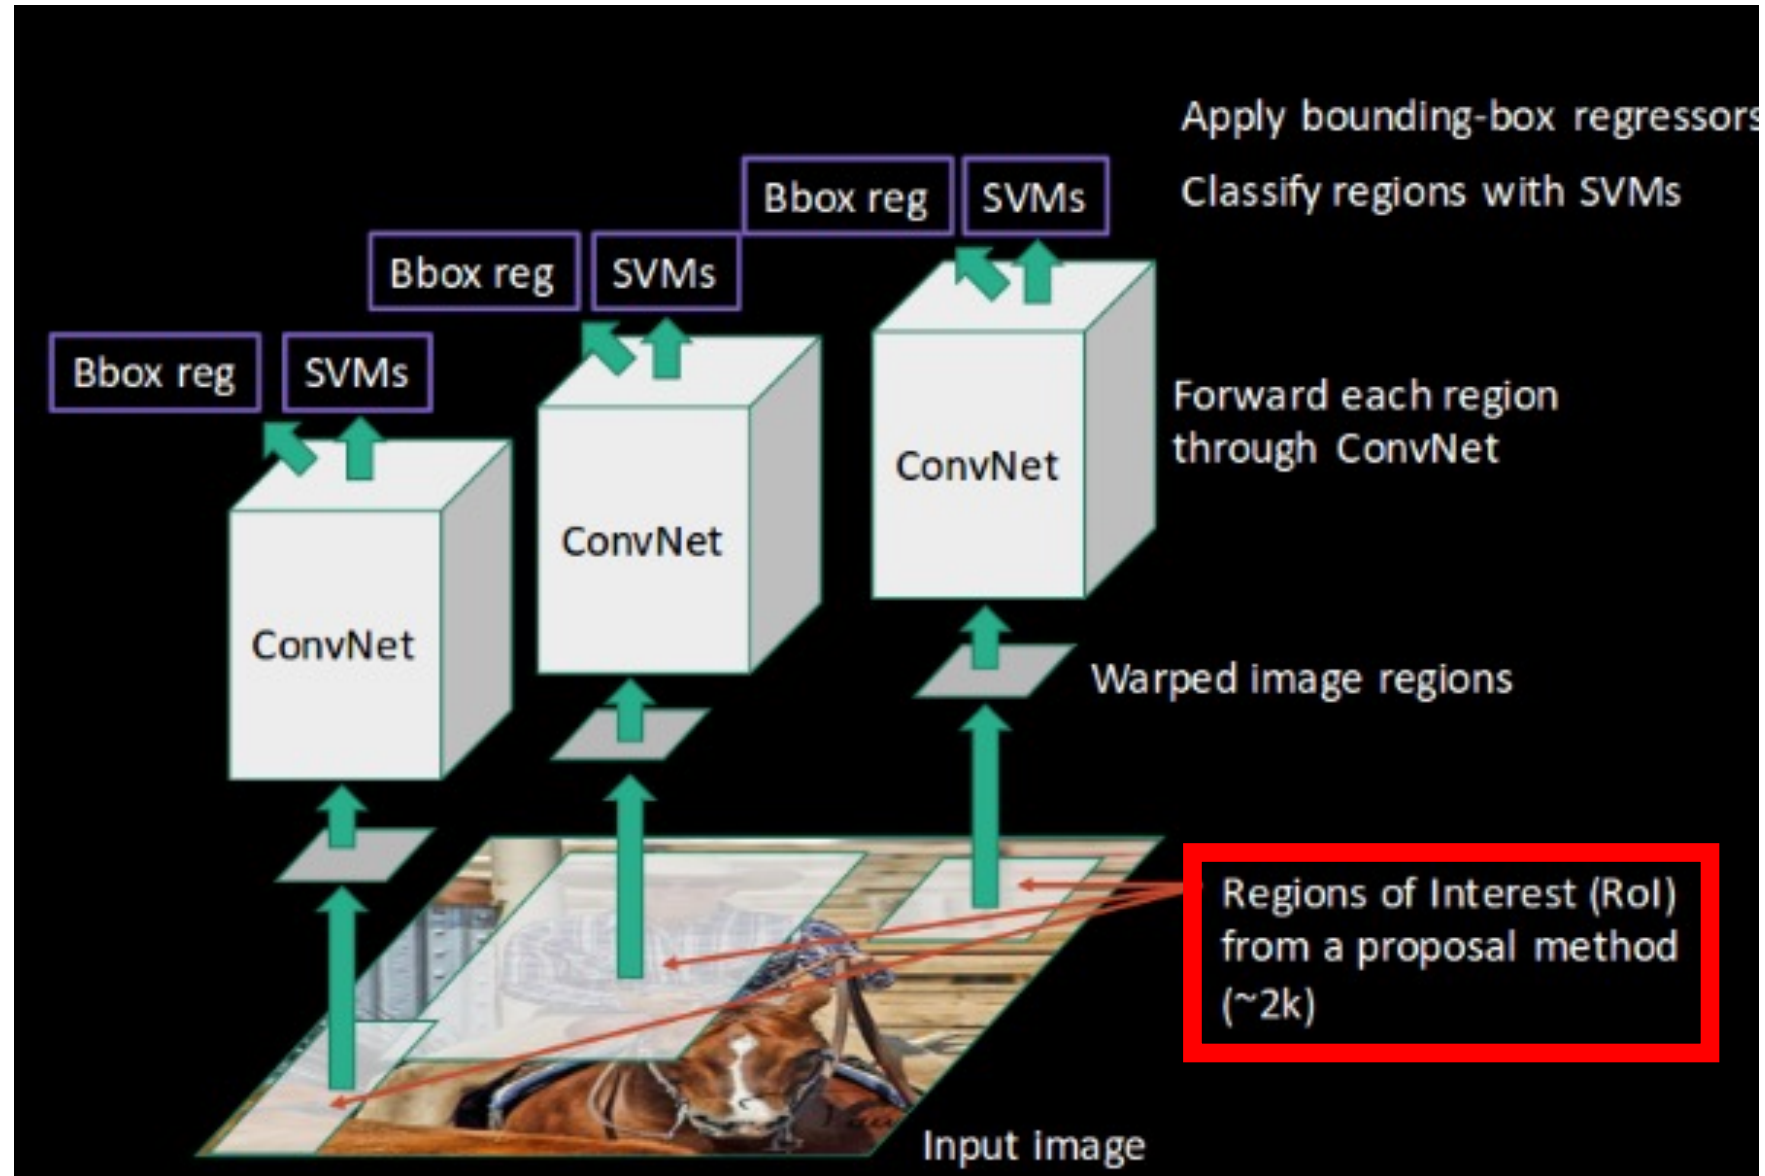 Apply bounding-box regressors
Bbox reg
SVMs
Classify regions with SVMs
Bbox reg
SVMs
Bbox reg
SVMs
Forward each region
through ConvNet
ConvNet
ConvNet
ConvNet
Warped image regions
Regions of Interest (RoI)
from a proposal method
(~2k)
Input image